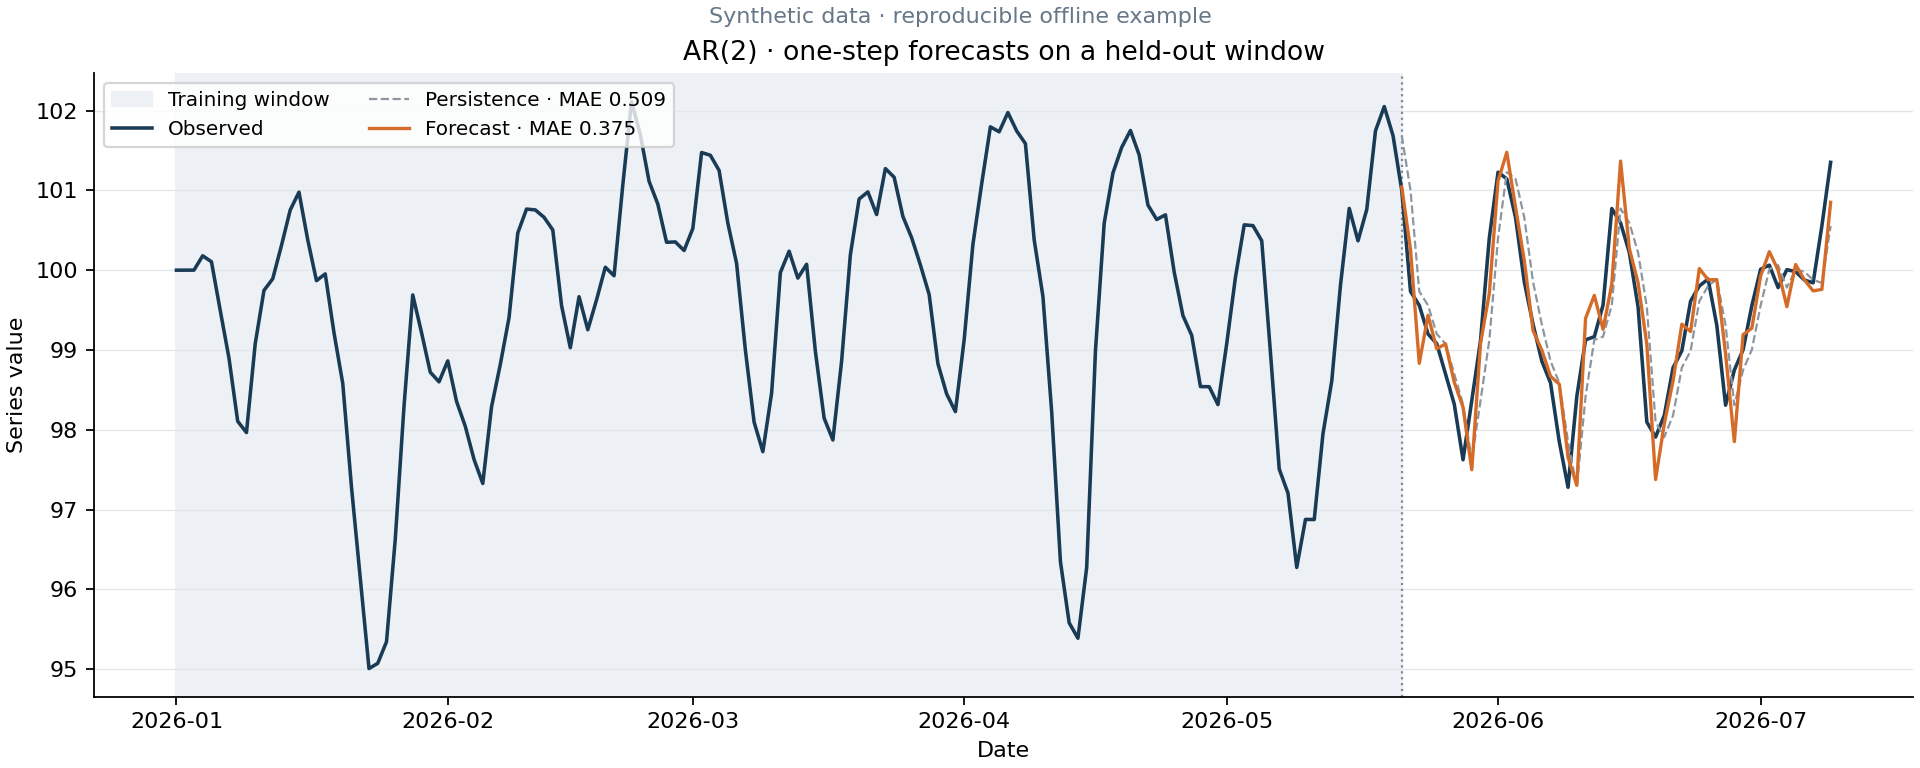 Synthetic data · reproducible offline example
AR(2) · one-step forecasts on a held-out window
Training window
Observed
Persistence · MAE 0.509
Forecast · MAE 0.375
Series value
102
101
100
99
98
97
96
95
2026-01
2026-02
2026-03
2026-04
2026-05
2026-06
2026-07
Date